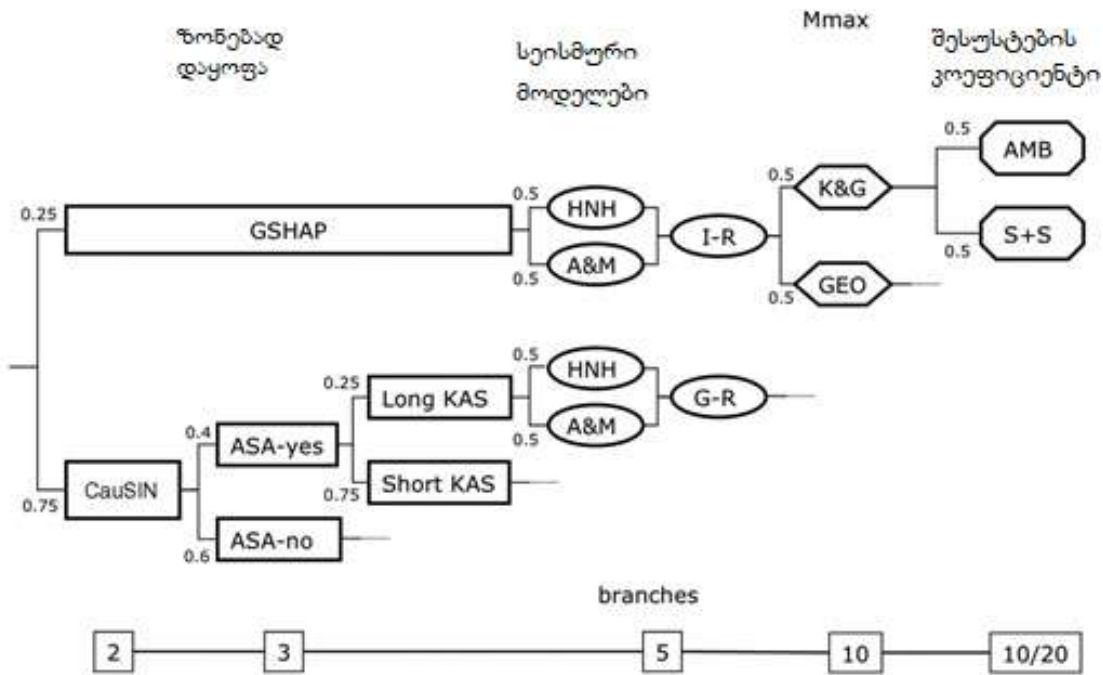 Mmax
ზონებად
დაყოფა
სეისმური
მოდელები
შესუსტების
კოეფიციენტი
0.25
GSHAP
0.5
HNH
0.5
A&M
I-R
0.5
K&G
0.5
GEO
0.5
AMB
0.5
S+S
0.75
CauSIN
0.4
ASA-yes
0.6
ASA-no
0.25
Long KAS
0.75
Short KAS
0.5
HNH
0.5
A&M
G-R
branches
2
3
5
10
10/20